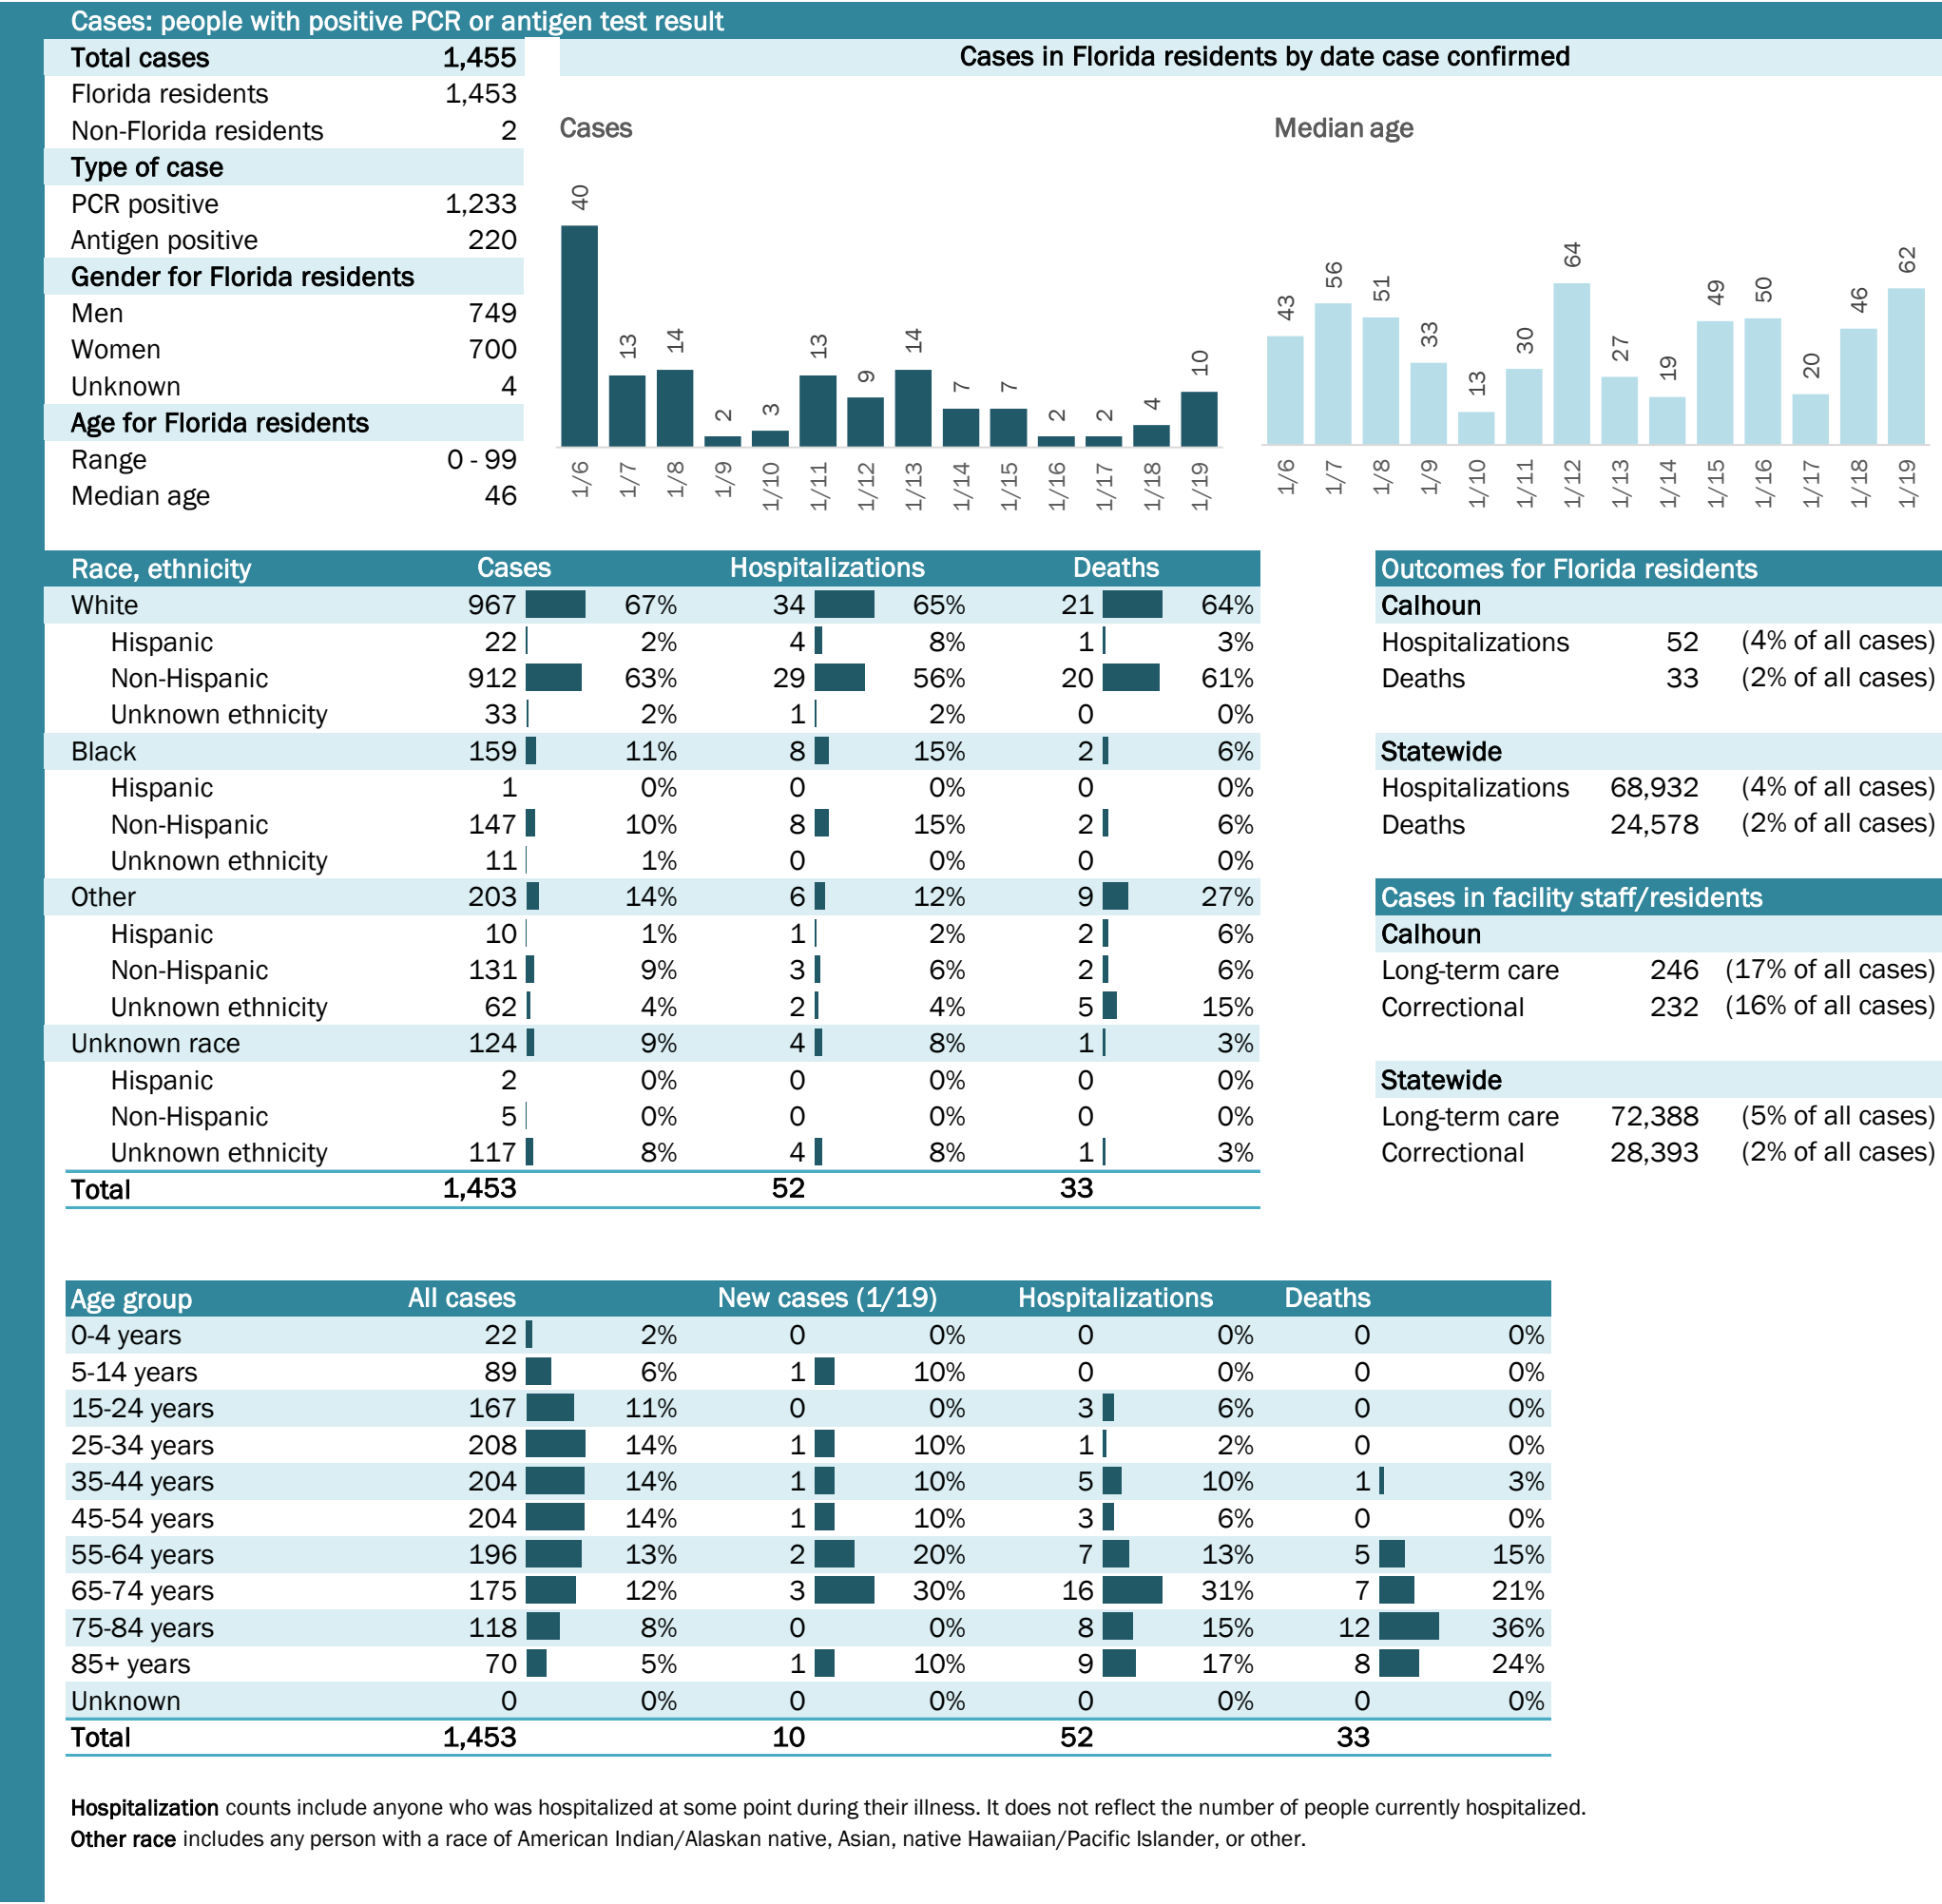 Cases: people with positive PCR or antigen test result
Total cases 1,455
Florida residents 1,453
Non-Florida residents 2
Type of case
PCR positive 1,233
Antigen positive 220
Gender for Florida residents
Men 749
Women 700
Unknown 4
Age for Florida residents
Range 0 - 99
Median age 46
Cases in Florida residents by date case confirmed
Cases
40 13 14 2 3 13 9 14 7 7 2 2 4 10
1/6 1/7 1/8 1/9 1/10 1/11 1/12 1/13 1/14 1/15 1/16 1/17 1/18 1/19
Median age
43 56 51 33 13 30 64 27 19 49 50 20 46 62
1/6 1/7 1/8 1/9 1/10 1/11 1/12 1/13 1/14 1/15 1/16 1/17 1/18 1/19
Race, ethnicity Cases Hospitalizations Deaths
White 967 67% 34 65% 21 64%
Hispanic 22 2% 4 8% 1 3%
Non-Hispanic 912 63% 29 56% 20 61%
Unknown ethnicity 33 2% 1 2% 0 0%
Black 159 11% 8 15% 2 6%
Hispanic 1 0% 0 0% 0 0%
Non-Hispanic 147 10% 8 15% 2 6%
Unknown ethnicity 11 1% 0 0% 0 0%
Other 203 14% 6 12% 9 27%
Hispanic 10 1% 1 2% 2 6%
Non-Hispanic 131 9% 3 6% 2 6%
Unknown ethnicity 62 4% 2 4% 5 15%
Unknown race 124 9% 4 8% 1 3%
Hispanic 2 0% 0 0% 0 0%
Non-Hispanic 5 0% 0 0% 0 0%
Unknown ethnicity 117 8% 4 8% 1 3%
Total 1,453 52 33
Outcomes for Florida residents
Calhoun
Hospitalizations 52 (4% of all cases)
Deaths 33 (2% of all cases)
Statewide
Hospitalizations 68,932 (4% of all cases)
Deaths 24,578 (2% of all cases)
Cases in facility staff/residents
Calhoun
Long-term care 246 (17% of all cases)
Correctional 232 (16% of all cases)
Statewide
Long-term care 72,388 (5% of all cases)
Correctional 28,393 (2% of all cases)
Age group All cases New cases (1/19) Hospitalizations Deaths
0-4 years 22 2% 0 0% 0 0% 0 0%
5-14 years 89 6% 1 10% 0 0% 0 0%
15-24 years 167 11% 0 0% 3 6% 0 0%
25-34 years 208 14% 1 10% 1 2% 0 0%
35-44 years 204 14% 1 10% 5 10% 1 3%
45-54 years 204 14% 1 10% 3 6% 0 0%
55-64 years 196 13% 2 20% 7 13% 5 15%
65-74 years 175 12% 3 30% 16 31% 7 21%
75-84 years 118 8% 0 0% 8 15% 12 36%
85+ years 70 5% 1 10% 9 17% 8 24%
Unknown 0 0% 0 0% 0 0% 0 0%
Total 1,453 10 52 33
Hospitalization counts include anyone who was hospitalized at some point during their illness. It does not reflect the number of people currently hospitalized.
Other race includes any person with a race of American Indian/Alaskan native, Asian, native Hawaiian/Pacific Islander, or other.